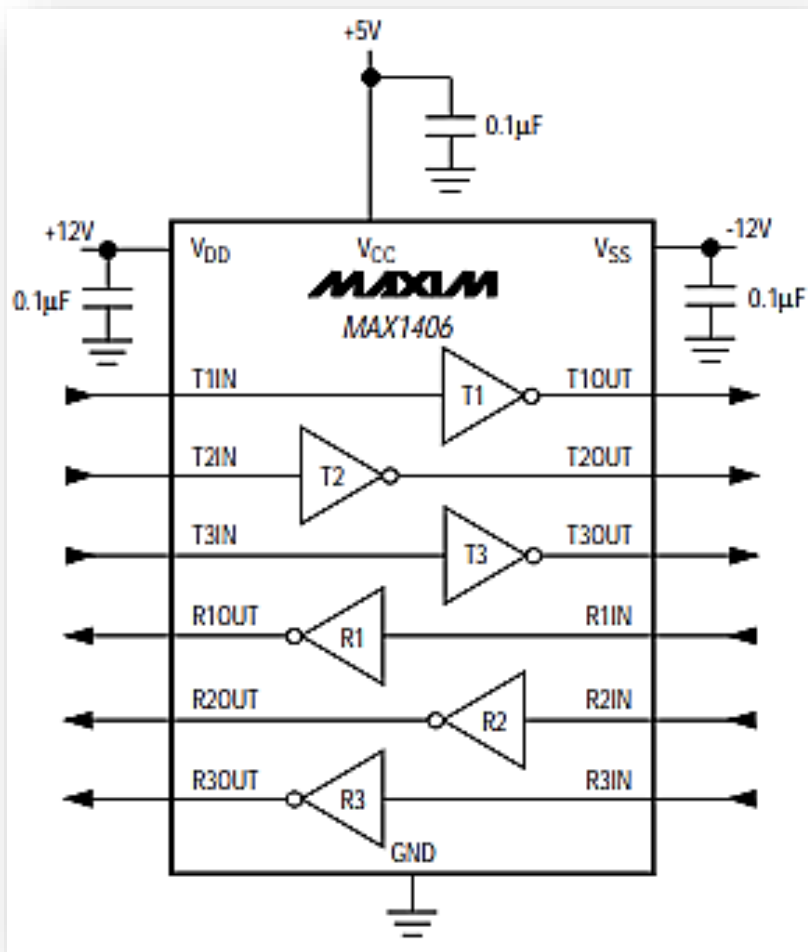 +5V
0.1µF
+12V
-12V
VDD
VCC
VSS
0.1µF
0.1µF
MAXIM
MAX1406
T1IN
T1
T1OUT
T2IN
T2
T2OUT
T3IN
T3
T3OUT
R1OUT
R1
R1IN
R2OUT
R2
R2IN
R3OUT
R3
R3IN
GND